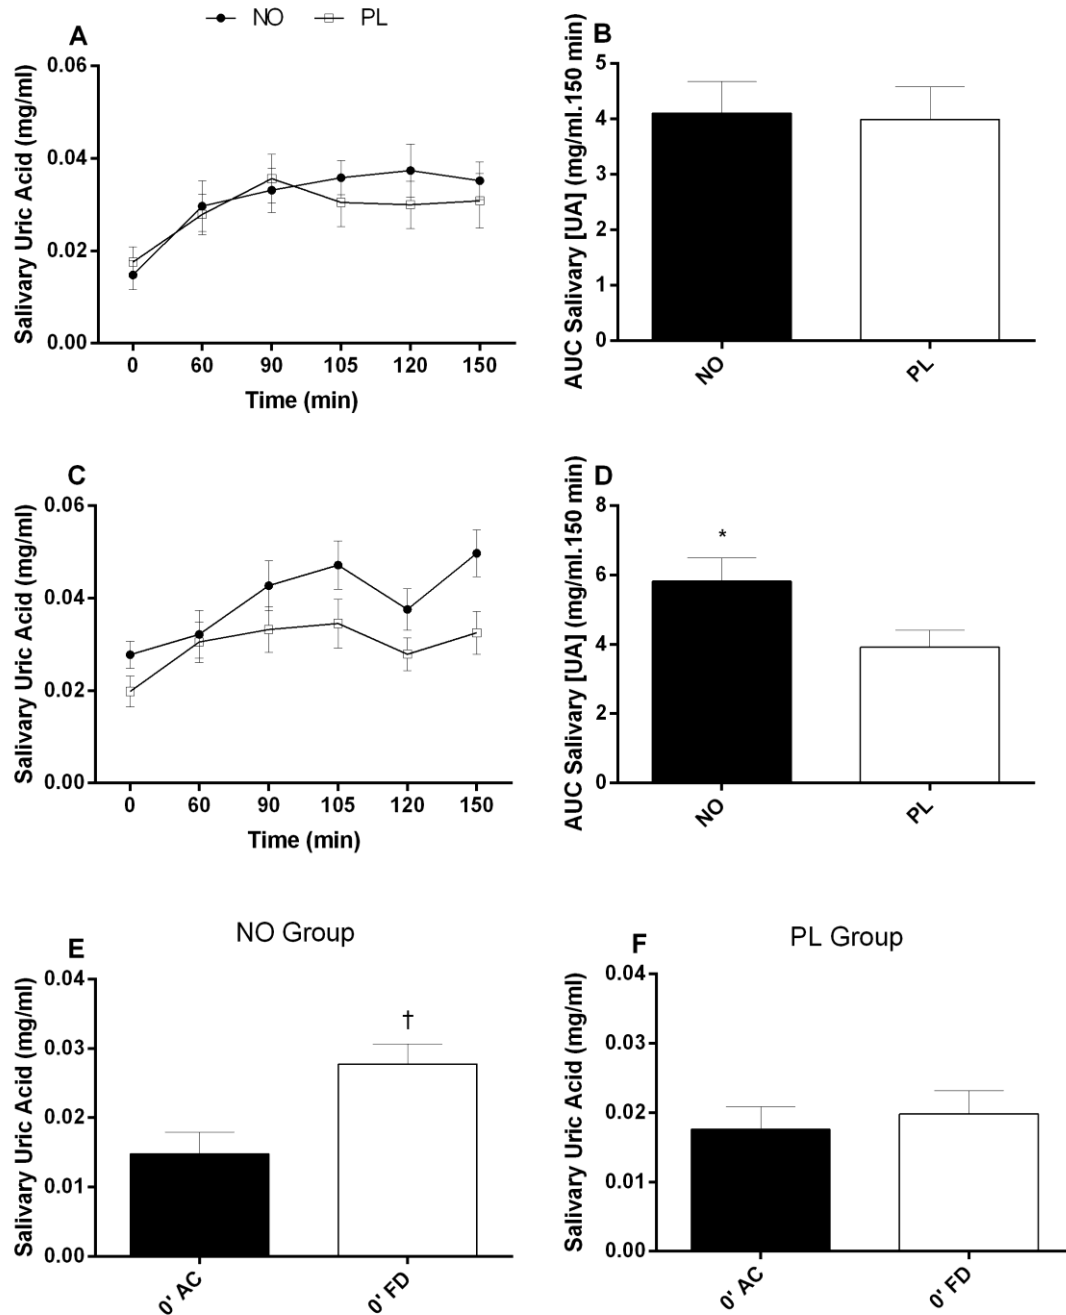 NO PL
A
Salivary Uric Acid (mg/ml)
0.06
0.04
0.02
0.00
0 60 90 105 120 150
Time (min)
B
AUC Salivary [UA] (mg/ml.150 min)
5
4
3
2
1
0
NO PL
C
Salivary Uric Acid (mg/ml)
0.06
0.04
0.02
0.00
0 60 90 105 120 150
Time (min)
D
AUC Salivary [UA] (mg/ml.150 min)
8
6
4
2
0
*
NO PL
E
NO Group
Salivary Uric Acid (mg/ml)
0.04
0.03
0.02
0.01
0.00
†
0' AC 0' FD
F
PL Group
Salivary Uric Acid (mg/ml)
0.04
0.03
0.02
0.01
0.00
0' AC 0' FD